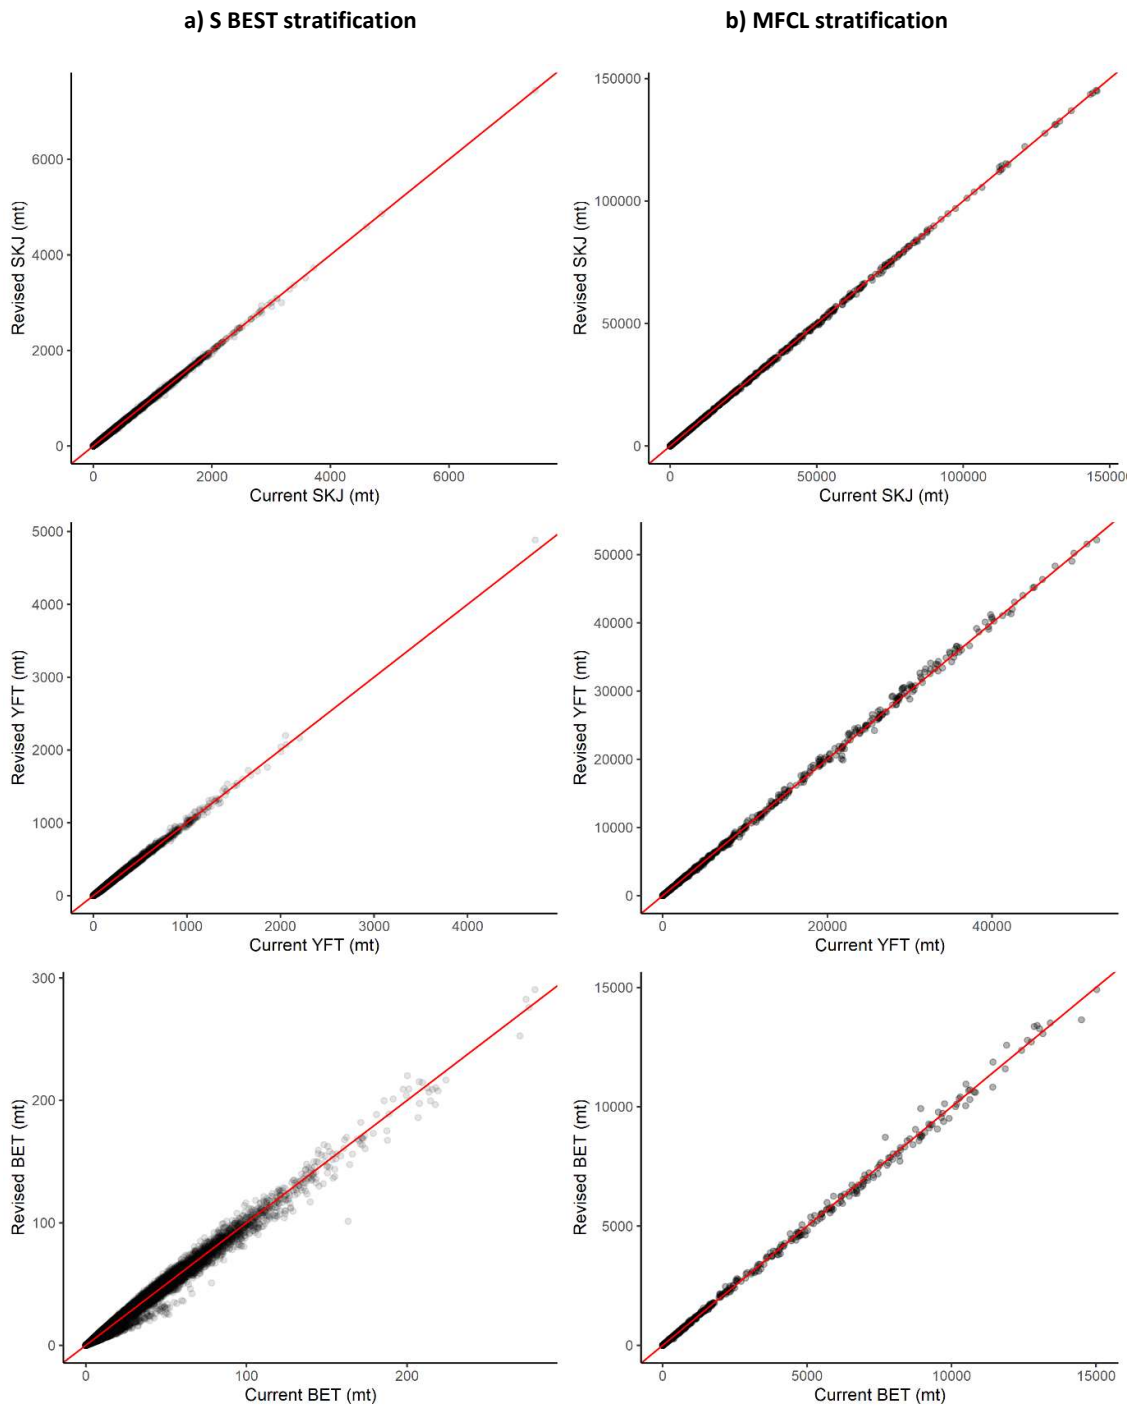 a) S BEST stratification
b) MFCL stratification
6000
4000
2000
0
Revised SKJ (mt)
0 2000 4000 6000
Current SKJ (mt)
150000
100000
50000
0
Revised SKJ (mt)
0 50000 100000 15000
Current SKJ (mt)
5000
4000
3000
2000
1000
0
Revised YFT (mt)
0 1000 2000 3000 4000
Current YFT (mt)
50000
40000
30000
20000
10000
0
Revised YFT (mt)
0 20000 40000
Current YFT (mt)
300
200
100
0
Revised BET (mt)
0 100 200
Current BET (mt)
15000
10000
5000
0
Revised BET (mt)
0 5000 10000 15000
Current BET (mt)